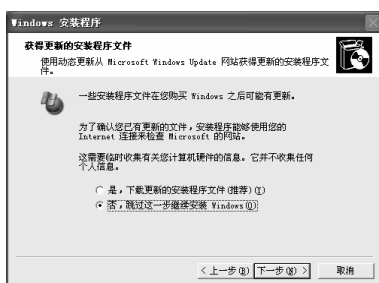 Windows 安装程序
获得更新的安装程序文件
使用动态更新从 Microsoft Windows Update 网站获得更新的安装程序文
件。
一些安装程序文件在您购买 Windows 之后可能有更新。
为了确认您已有更新的文件，安装程序能够使用您的
Internet 连接来检查 Microsoft 的网站。
这需要临时收集有关您计算机硬件的信息。它并不收集任何
个人信息。
是，下载更新的安装程序文件(推荐)(Y)
否，跳过这一步继续安装 Windows(O)
< 上一步(B)
下一步(N) >
取消